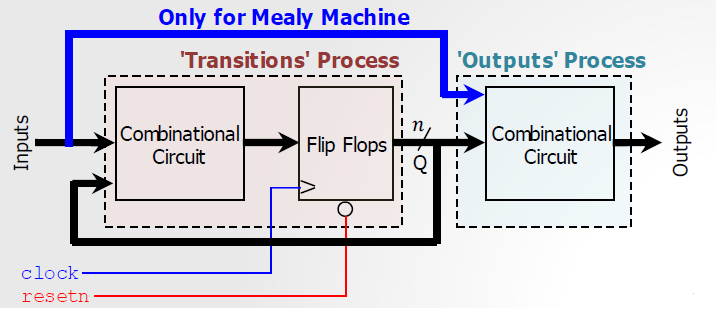 Only for Mealy Machine
'Transitions' Process
'Outputs' Process
Inputs
Combinational
Circuit
Flip Flops
n
Q
Combinational
Circuit
Outputs
clock
resetn